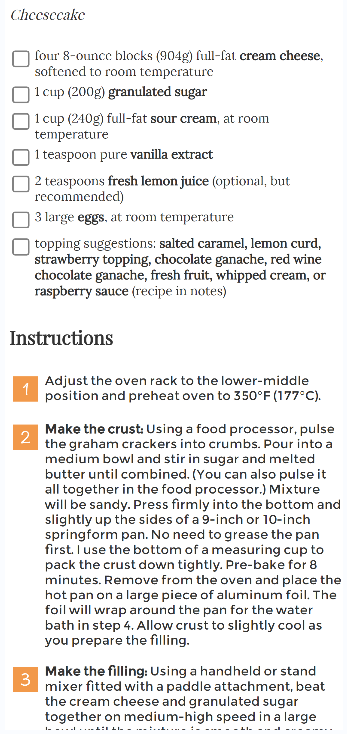 Cheesecake
four 8-ounce blocks (904g) full-fat cream cheese,
softened to room temperature
1 cup (200g) granulated sugar
1 cup (240g) full-fat sour cream, at room
temperature
1 teaspoon pure vanilla extract
2 teaspoons fresh lemon juice (optional, but
recommended)
3 large eggs, at room temperature
topping suggestions: salted caramel, lemon curd,
strawberry topping, chocolate ganache, red wine
chocolate ganache, fresh fruit, whipped cream, or
raspberry sauce (recipe in notes)
Instructions
1 Adjust the oven rack to the lower-middle
position and preheat oven to 350°F (177°C).
2 Make the crust: Using a food processor, pulse
the graham crackers into crumbs. Pour into a
medium bowl and stir in sugar and melted
butter until combined. (You can also pulse it
all together in the food processor.) Mixture
will be sandy. Press firmly into the bottom and
slightly up the sides of a 9-inch or 10-inch
springform pan. No need to grease the pan
first. I use the bottom of a measuring cup to
pack the crust down tightly. Pre-bake for 8
minutes. Remove from the oven and place the
hot pan on a large piece of aluminum foil. The
foil will wrap around the pan for the water
bath in step 4. Allow crust to slightly cool as
you prepare the filling.
3 Make the filling: Using a handheld or stand
mixer fitted with a paddle attachment, beat
the cream cheese and granulated sugar
together on medium-high speed in a large